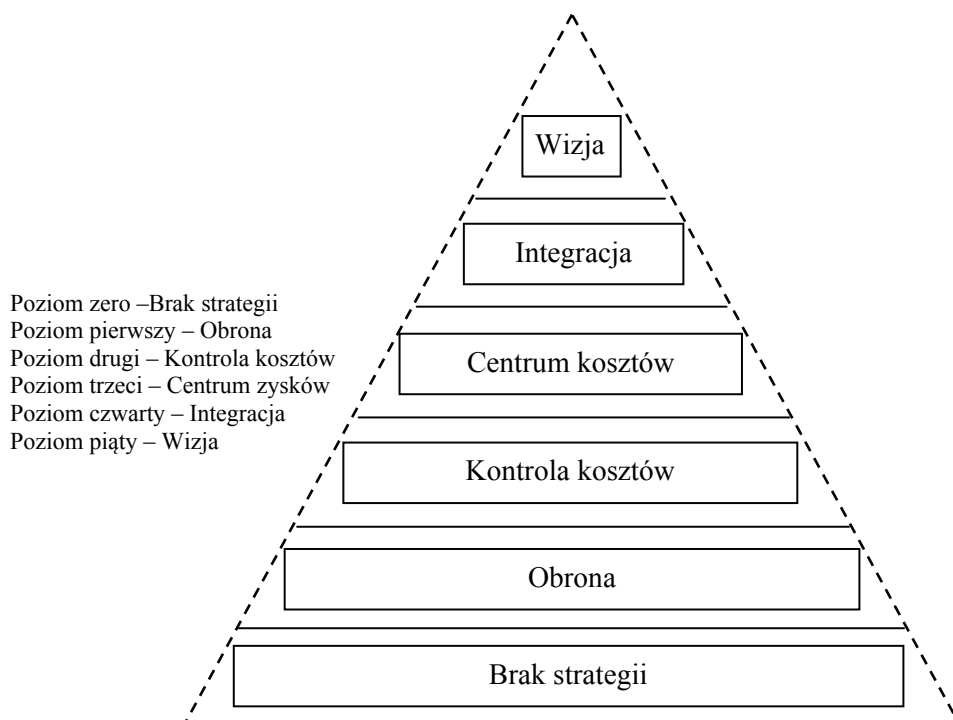 Wizja
Integracja
Poziom zero –Brak strategii
Poziom pierwszy – Obrona
Poziom drugi – Kontrola kosztów
Poziom trzeci – Centrum zysków
Poziom czwarty – Integracja
Poziom piąty – Wizja
Centrum kosztów
Kontrola kosztów
Obrona
Brak strategii